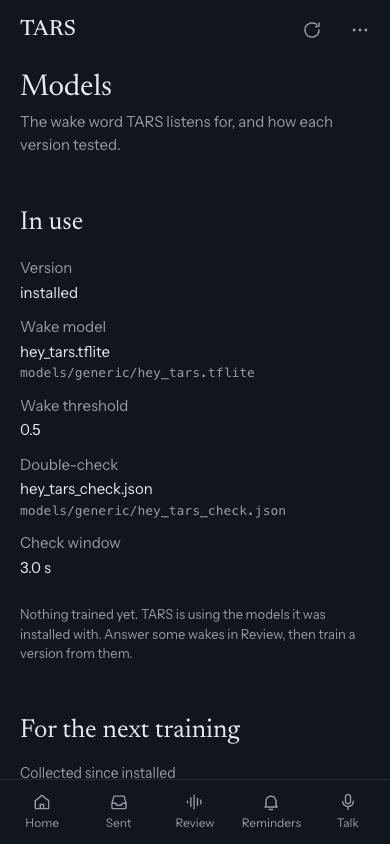 TARS
Models
The wake word TARS listens for, and how each
version tested.
In use
Version
installed
Wake model
hey_tars.tflite
models/generic/hey_tars.tflite
Wake threshold
0.5
Double-check
hey_tars_check.json
models/generic/hey_tars_check.json
Check window
3.0 s
Nothing trained yet. TARS is using the models it was
installed with. Answer some wakes in Review, then train a
version from them.
For the next training
Collected since installed
Home
Sent
Review
Reminders
Talk